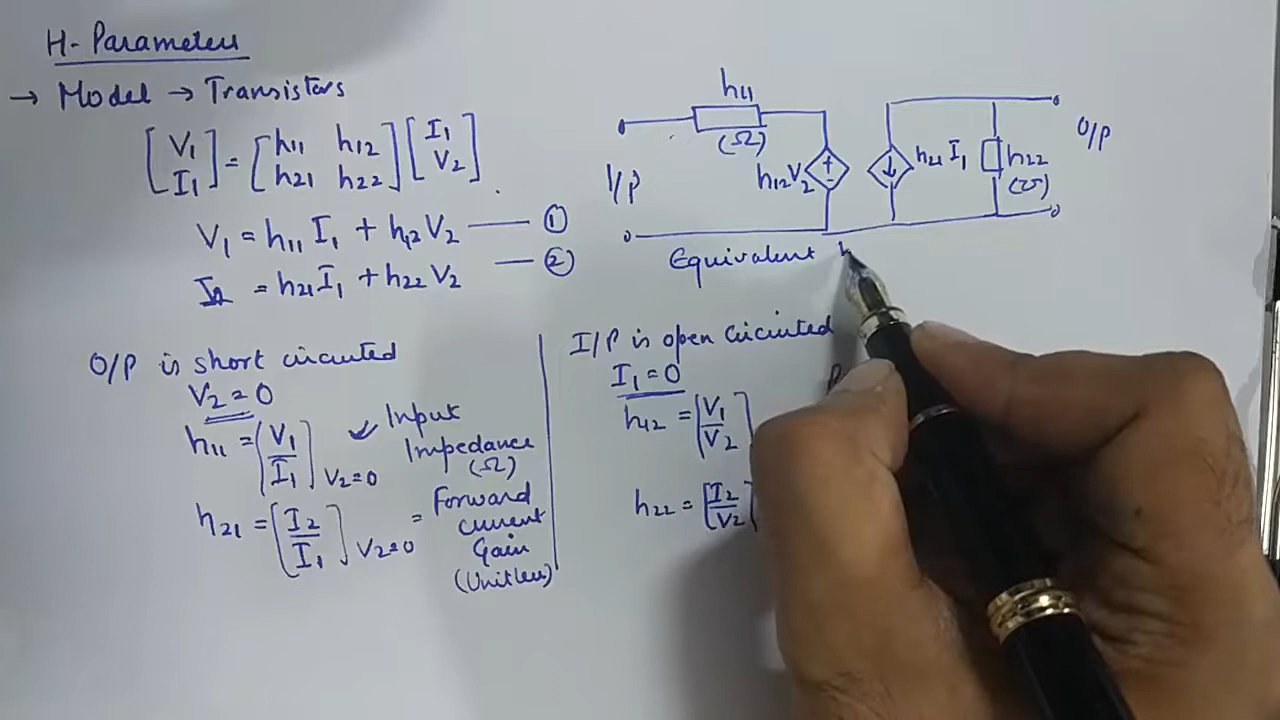 H-Parameters
→ Model → Transistors
[V1 I1] = [h11 h12 h21 h22] [I1 V2]
V1 = h11 I1 + h12 V2 —— ①
I2 = h21 I1 + h22 V2 — ②
h11
(Ω)
I/P
h12V2
h21 I1
h22
(℧)
O/P
Equivalent
O/P is short circuted
V2 = 0
h11 = [V1/I1] V2=0
Input
Impedance
(Ω)
h21 = [I2/I1] V2=0 =
Forward
current
Gain
(Unitless)
I/P is open circuited
I1 = 0
h12 = [V1/V2]
h22 = [I2/V2]